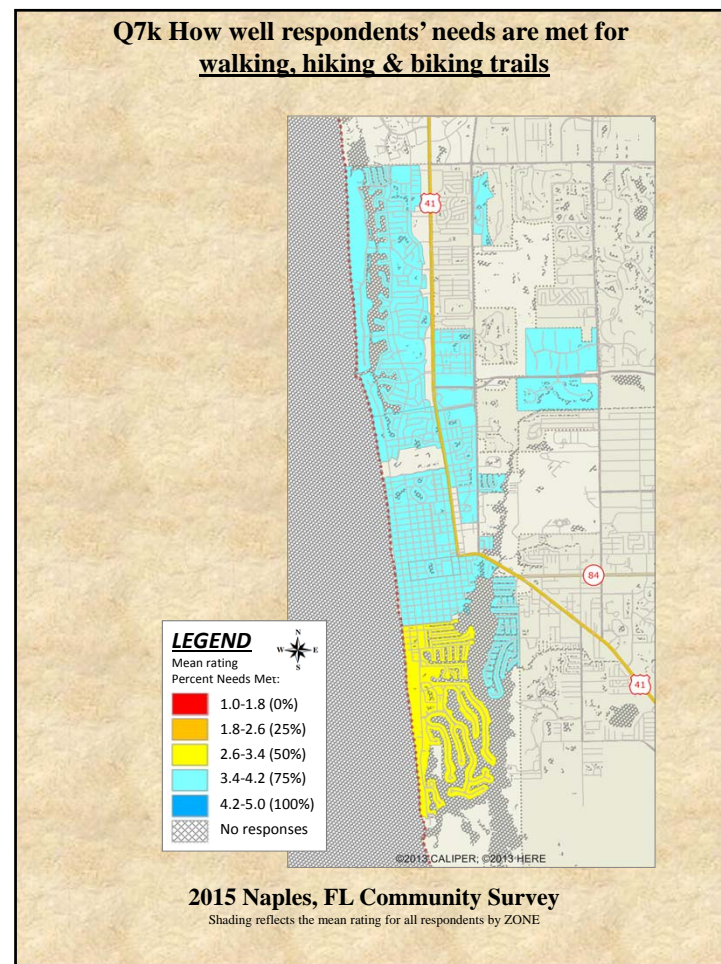 Q7k How well respondents’ needs are met for
walking, hiking & biking trails
41
84
41
LEGEND
N
W E
S
Mean rating
Percent Needs Met:
1.0-1.8 (0%)
1.8-2.6 (25%)
2.6-3.4 (50%)
3.4-4.2 (75%)
4.2-5.0 (100%)
No responses
©2013 CALIPER; ©2013 HERE
2015 Naples, FL Community Survey
Shading reflects the mean rating for all respondents by ZONE